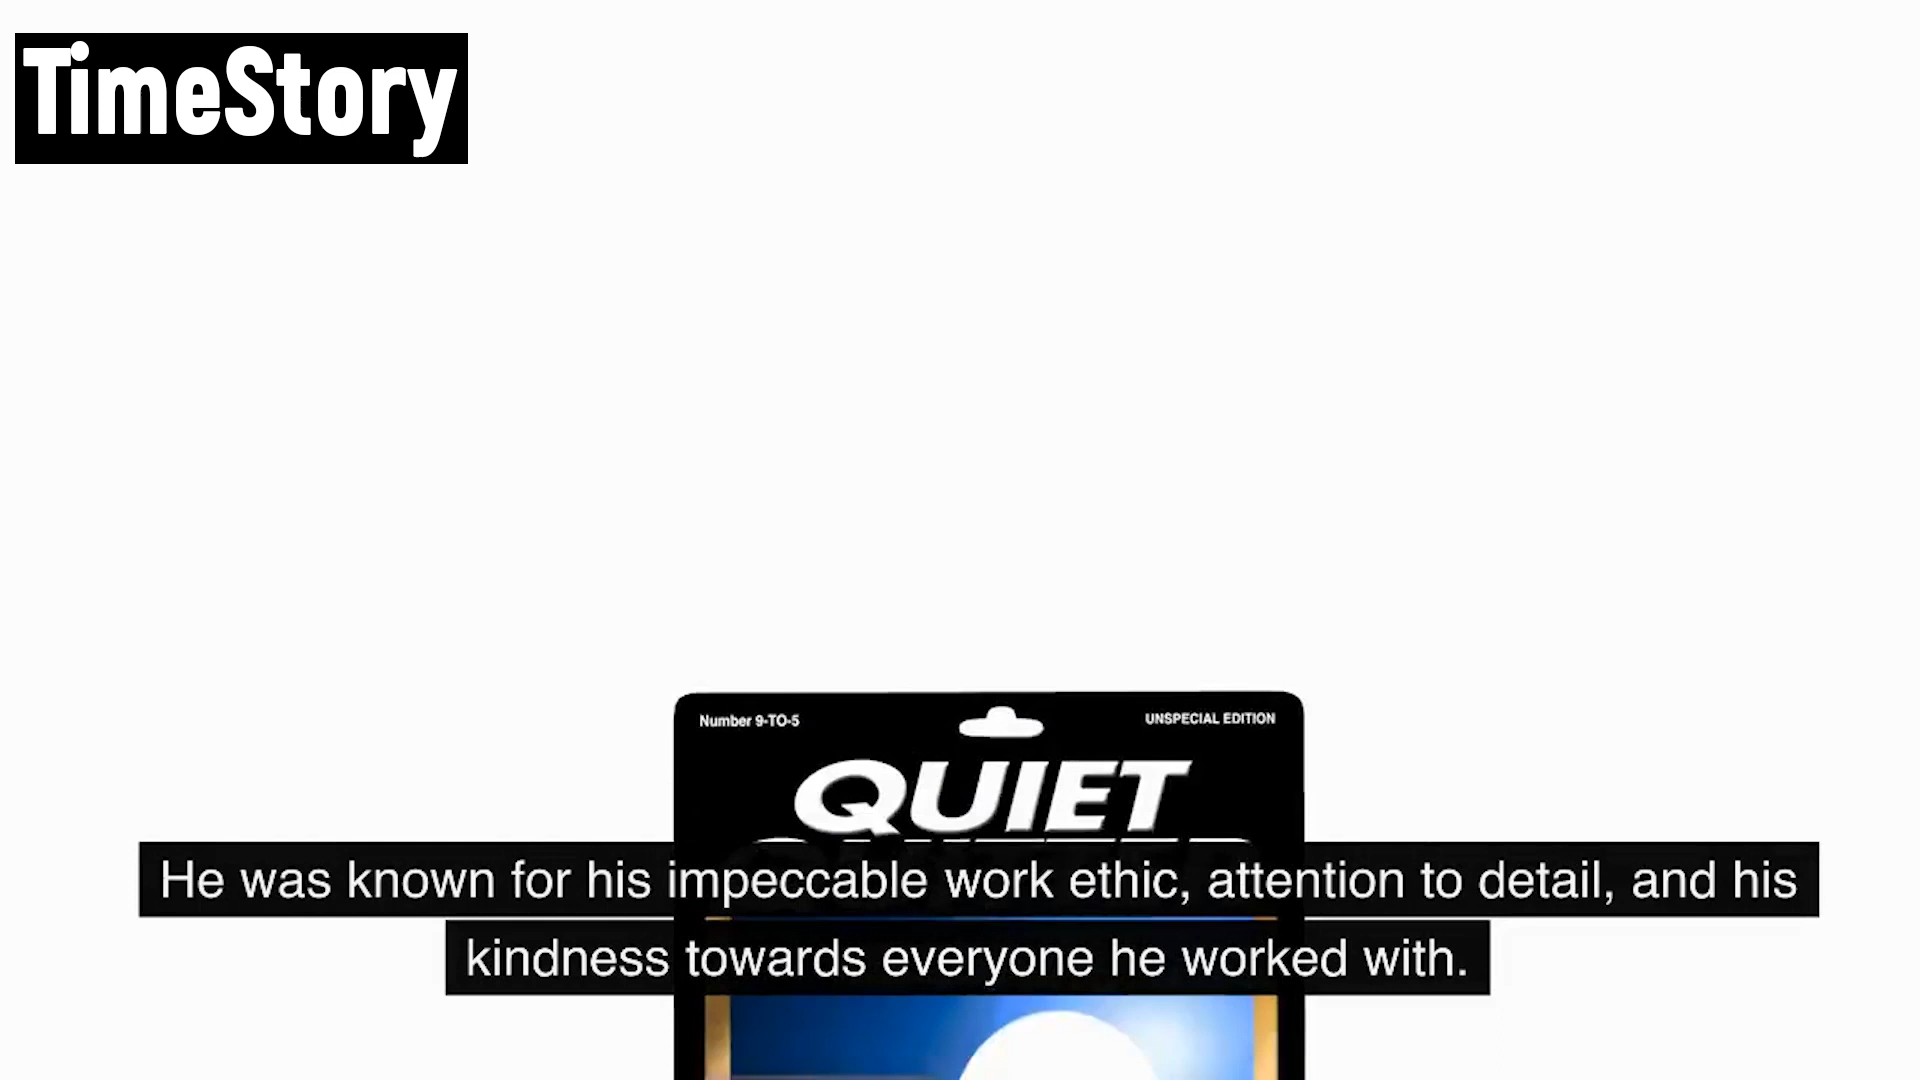 TimeStory
Number 9-TO-5
UNSPECIAL EDITION
QUIET
He was known for his impeccable work ethic, attention to detail, and his
kindness towards everyone he worked with.